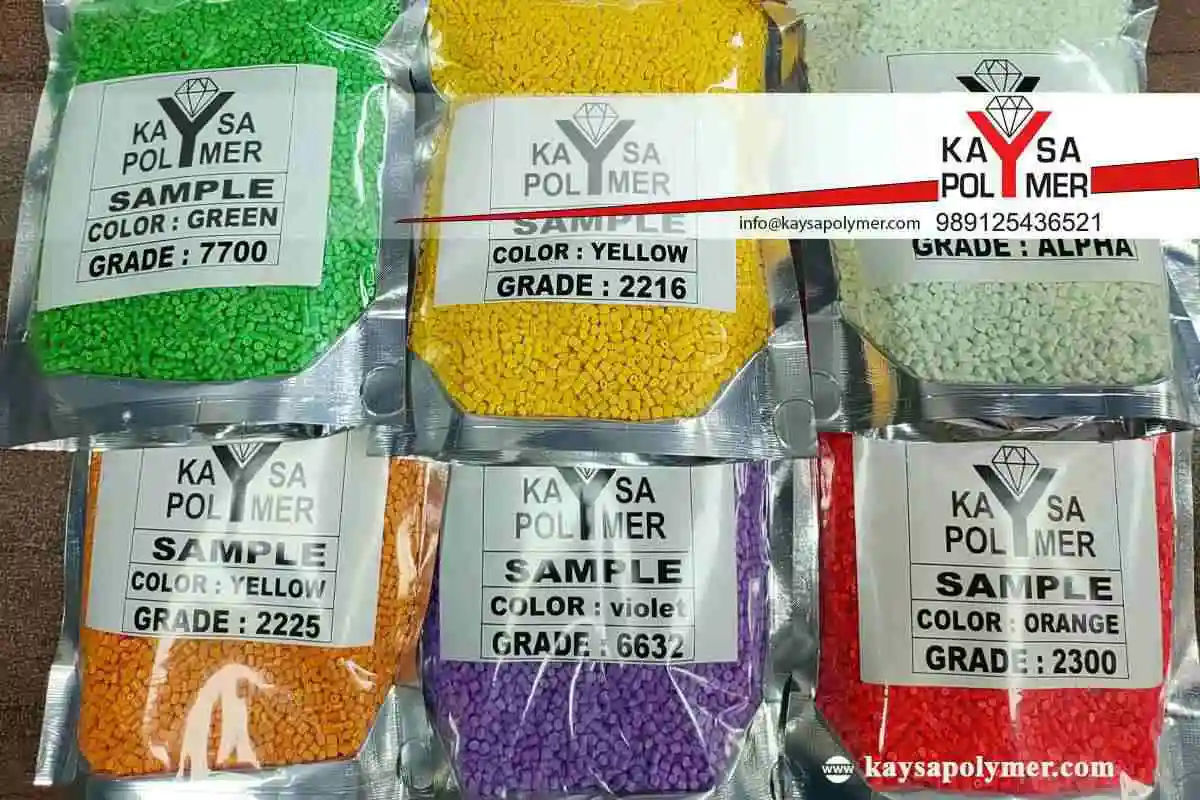 KAYSA
POLYMER
SAMPLE
COLOR : GREEN
GRADE : 7700
KAYSA
POLYMER
SAMPLE
COLOR : YELLOW
GRADE : 2216
KAYSA
POLYMER
info@kaysapolymer.com 989125436521
GRADE : ALPHA
KAYSA
POLYMER
SAMPLE
COLOR : YELLOW
GRADE : 2225
KAYSA
POLYMER
SAMPLE
COLOR : violet
GRADE : 6632
KAYSA
POLYMER
SAMPLE
COLOR : ORANGE
GRADE : 2300
www kaysapolymer.com